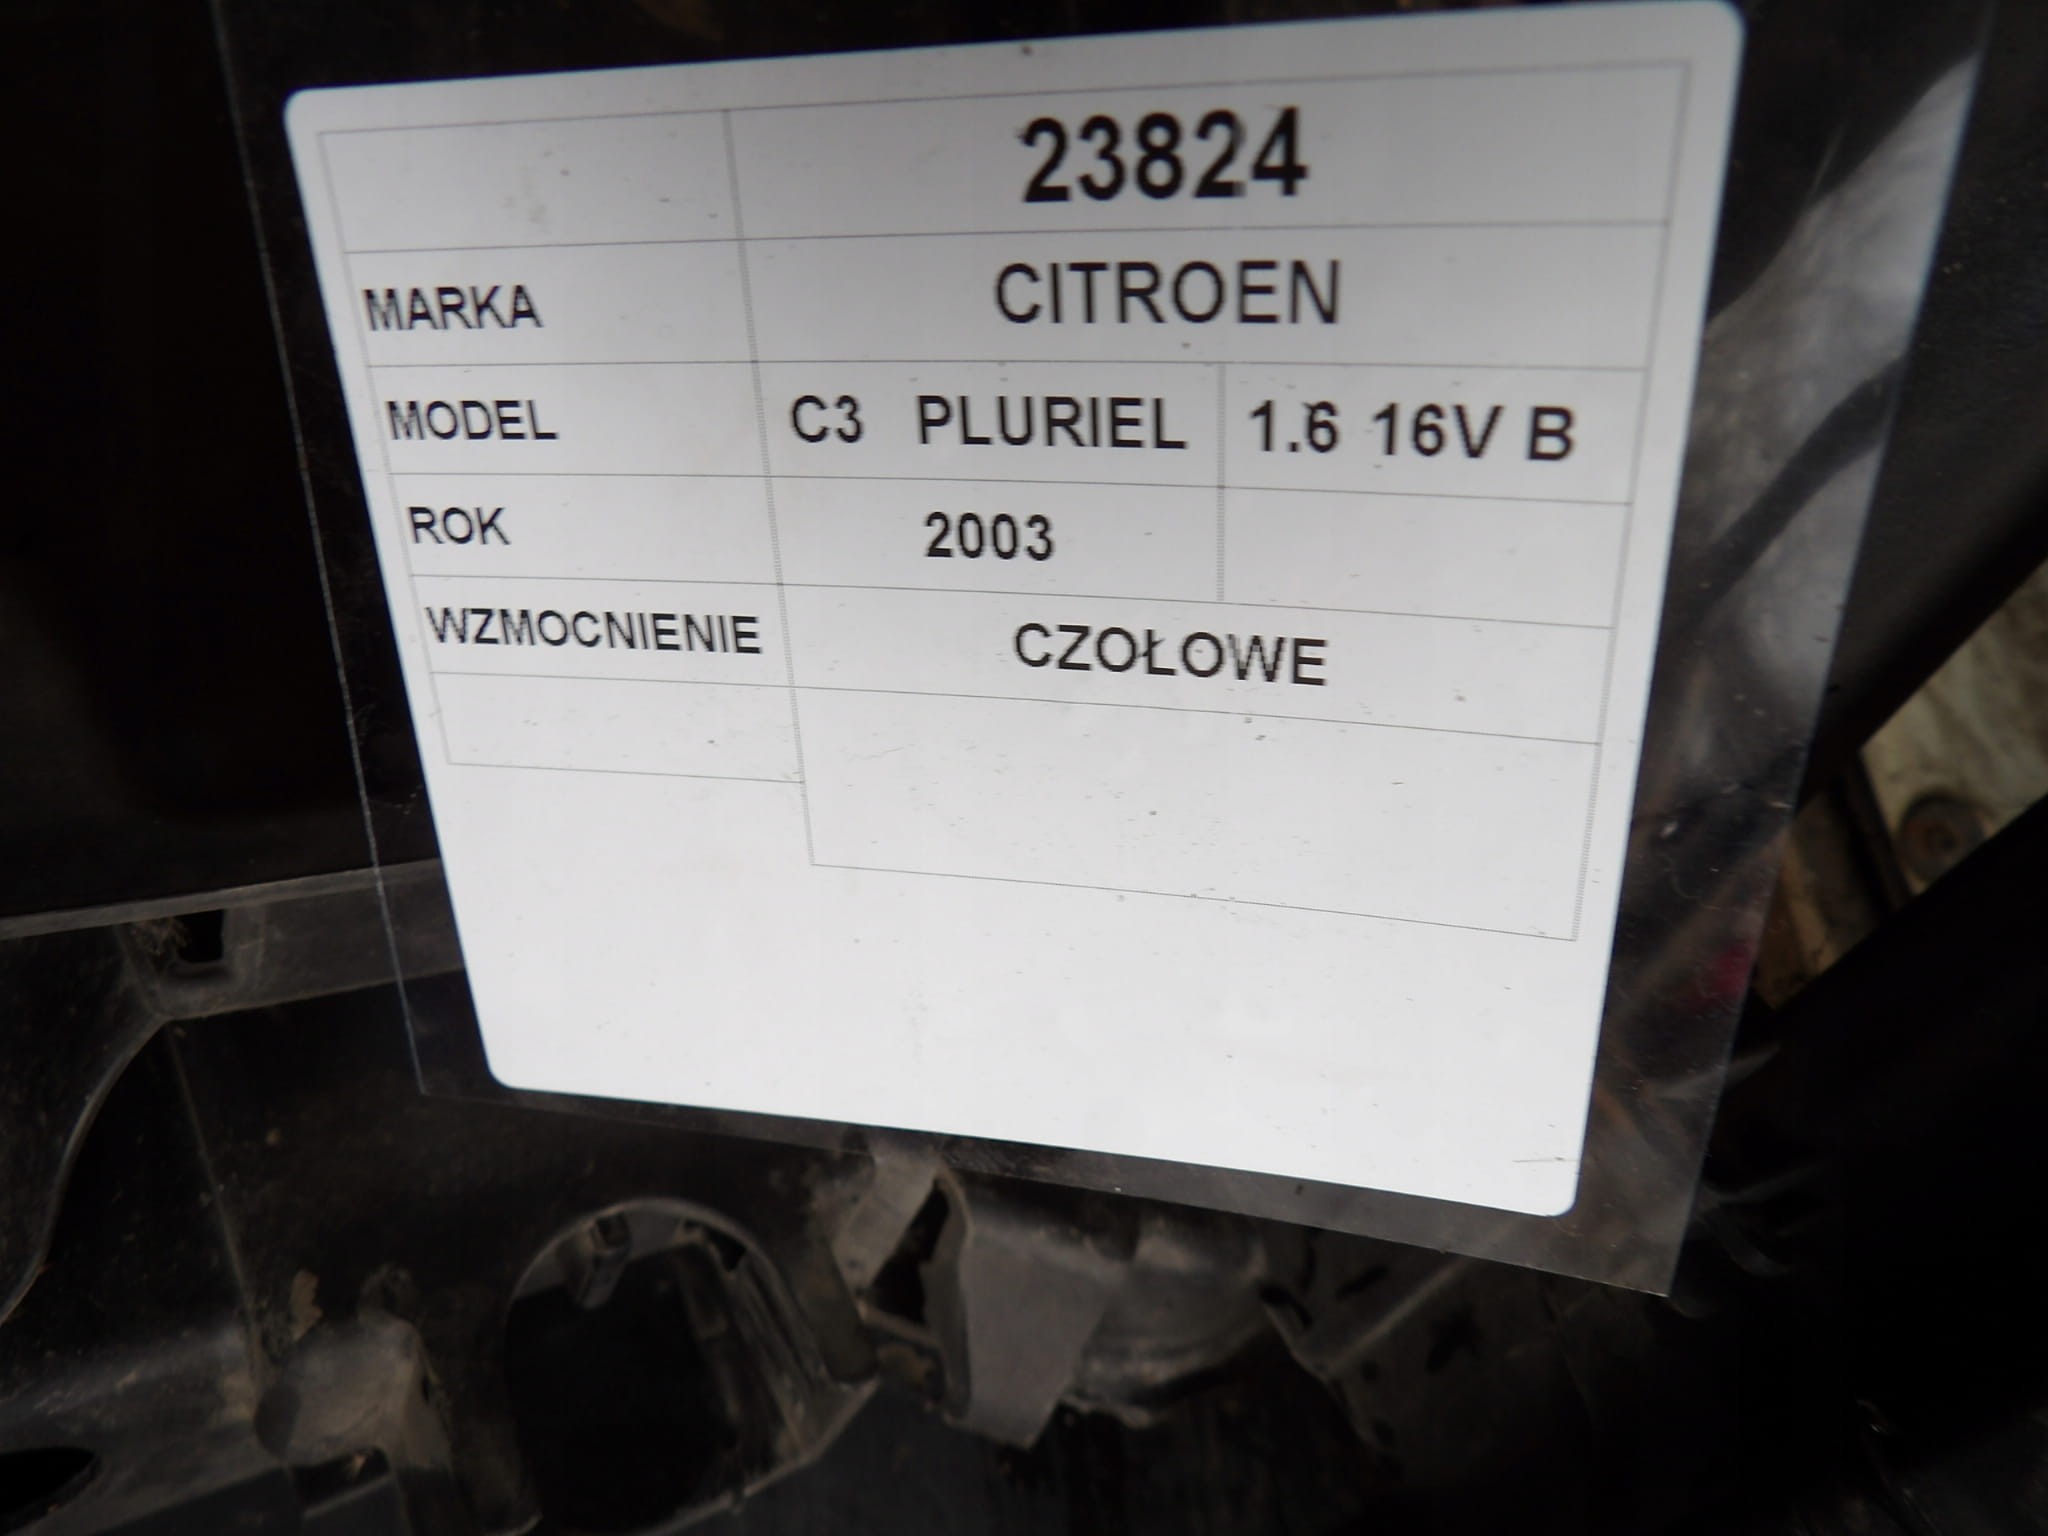 23824
MARKA CITROEN
MODEL C3 PLURIEL 1.6 16V B
ROK 2003
WZMOCNIENIE CZOŁOWE